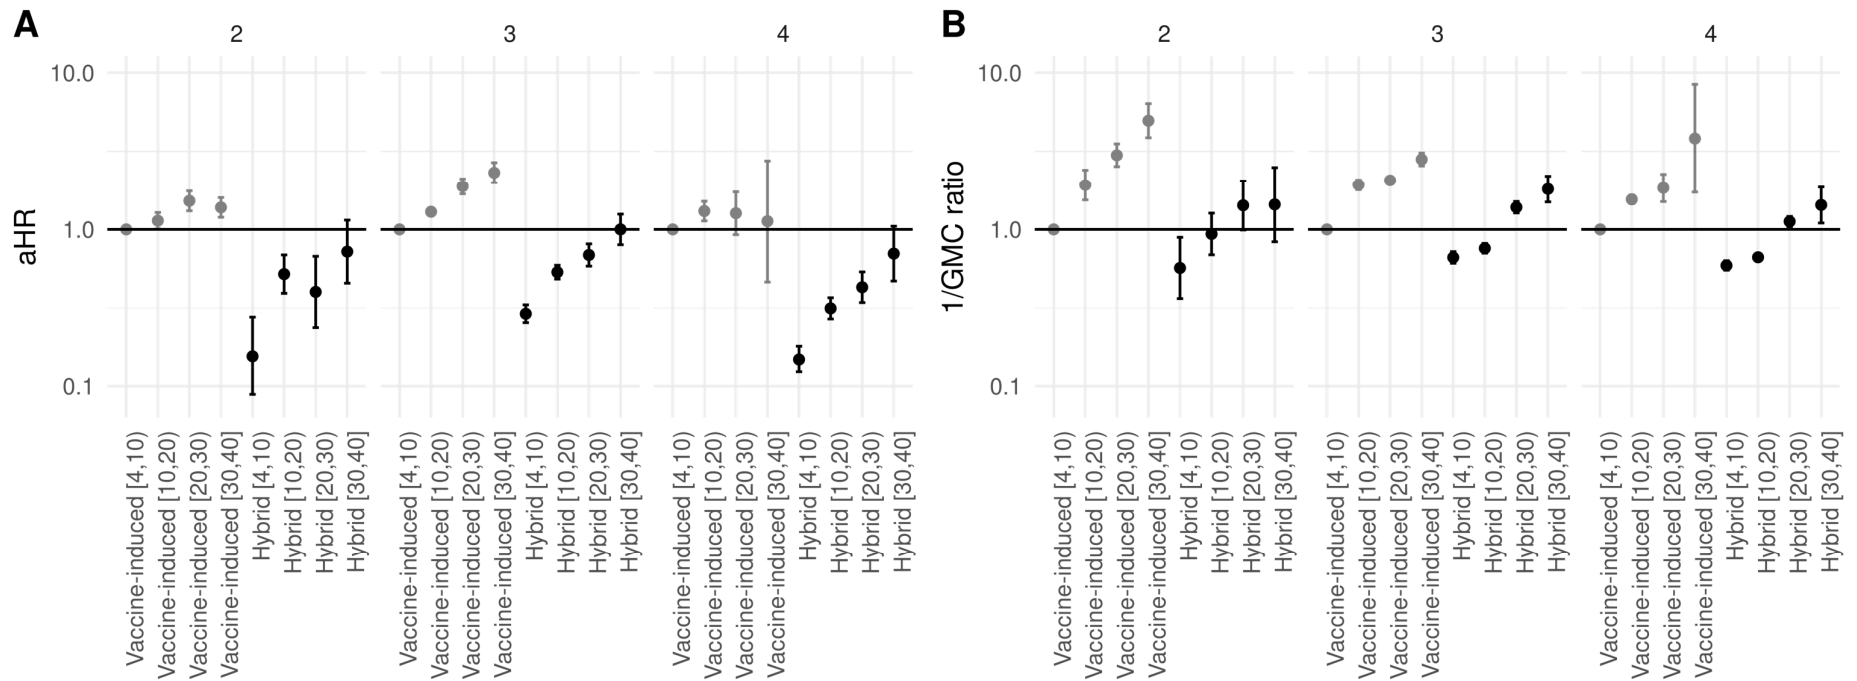 A
2
3
4
aHR
10.0
1.0
0.1
Vaccine-induced [4,10)
Vaccine-induced [10,20)
Vaccine-induced [20,30)
Vaccine-induced [30,40]
Hybrid [4,10)
Hybrid [10,20)
Hybrid [20,30)
Hybrid [30,40]
Vaccine-induced [4,10)
Vaccine-induced [10,20)
Vaccine-induced [20,30)
Vaccine-induced [30,40]
Hybrid [4,10)
Hybrid [10,20)
Hybrid [20,30)
Hybrid [30,40]
Vaccine-induced [4,10)
Vaccine-induced [10,20)
Vaccine-induced [20,30)
Vaccine-induced [30,40]
Hybrid [4,10)
Hybrid [10,20)
Hybrid [20,30)
Hybrid [30,40]
B
2
3
4
1/GMC ratio
10.0
1.0
0.1
Vaccine-induced [4,10)
Vaccine-induced [10,20)
Vaccine-induced [20,30)
Vaccine-induced [30,40]
Hybrid [4,10)
Hybrid [10,20)
Hybrid [20,30)
Hybrid [30,40]
Vaccine-induced [4,10)
Vaccine-induced [10,20)
Vaccine-induced [20,30)
Vaccine-induced [30,40]
Hybrid [4,10)
Hybrid [10,20)
Hybrid [20,30)
Hybrid [30,40]
Vaccine-induced [4,10)
Vaccine-induced [10,20)
Vaccine-induced [20,30)
Vaccine-induced [30,40]
Hybrid [4,10)
Hybrid [10,20)
Hybrid [20,30)
Hybrid [30,40]